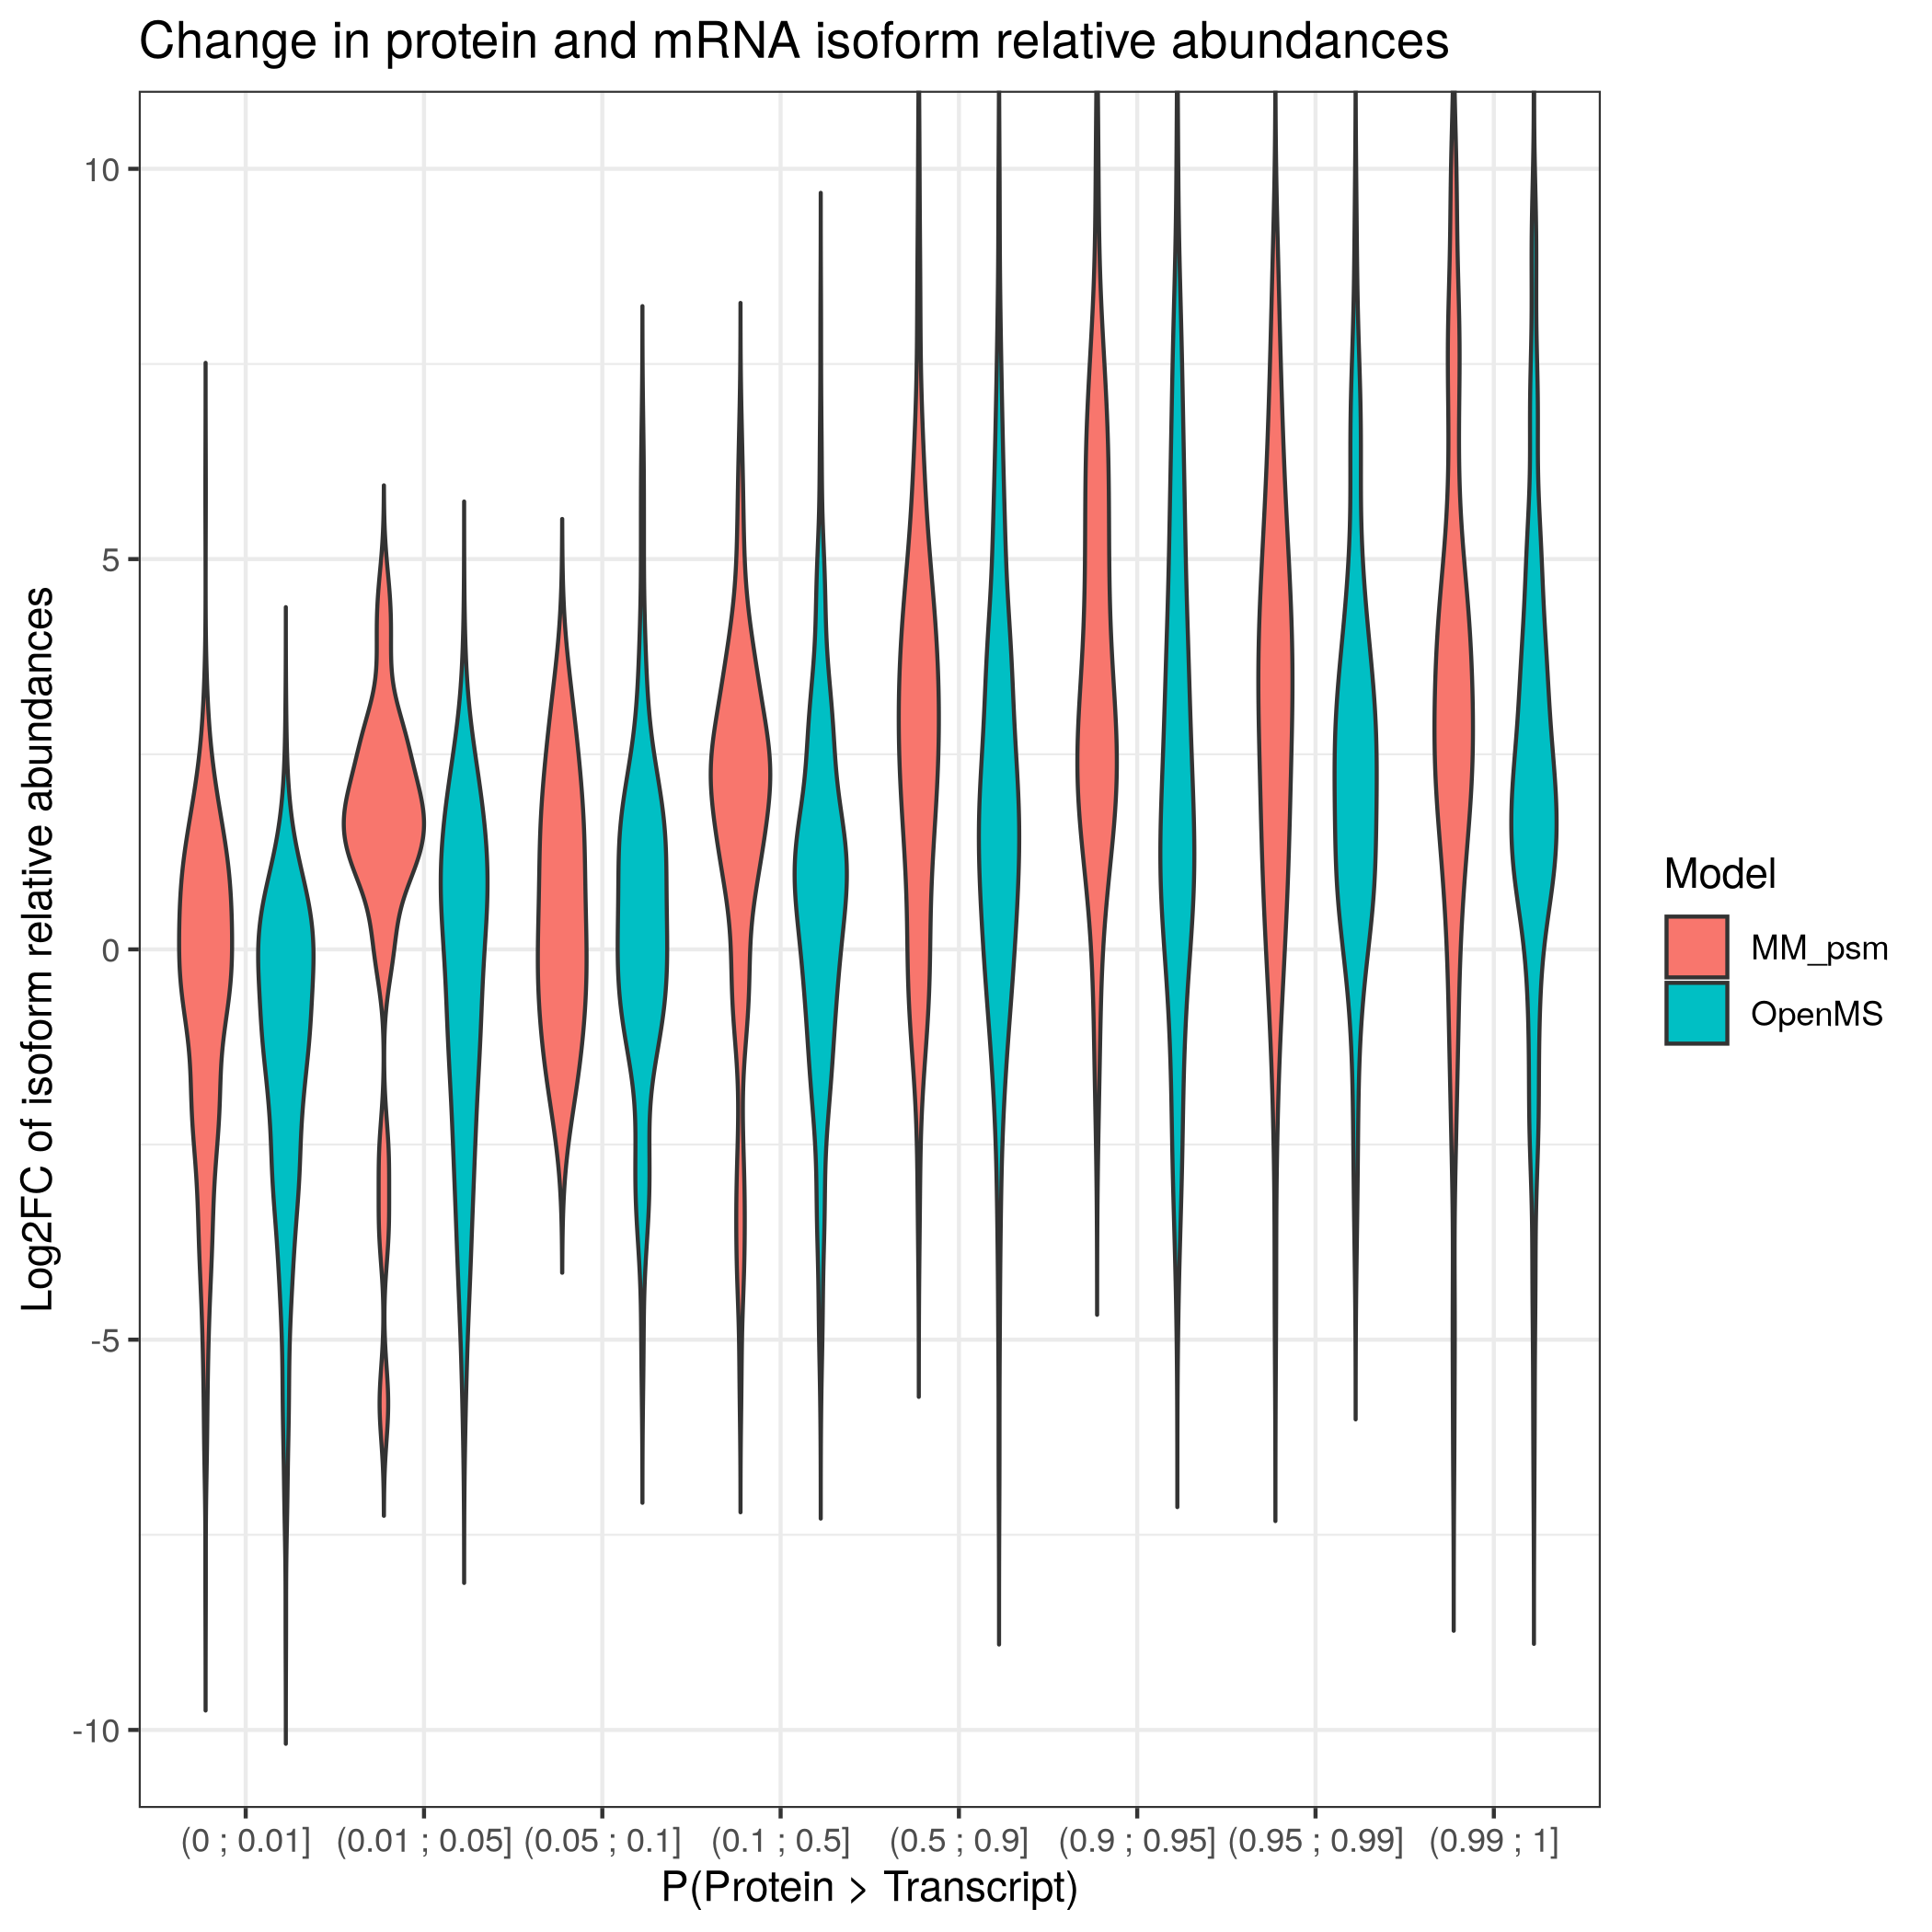 Change in protein and mRNA isoform relative abundances
Log2FC of isoform relative abundances
10
5
0
-5
-10
(0 ; 0.01]
(0.01 ; 0.05]
(0.05 ; 0.1]
(0.1 ; 0.5]
(0.5 ; 0.9]
(0.9 ; 0.95]
(0.95 ; 0.99]
(0.99 ; 1]
P(Protein > Transcript)
Model
MM_psm
OpenMS